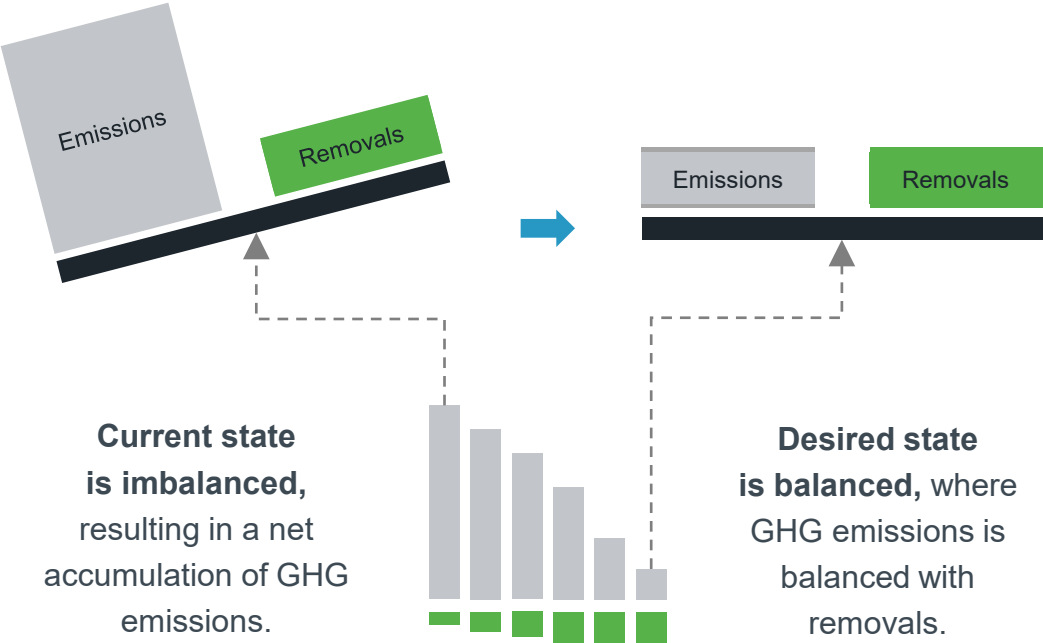 Emissions
Removals
Emissions
Removals
Current state
is imbalanced,
resulting in a net
accumulation of GHG
emissions.
Desired state
is balanced, where
GHG emissions is
balanced with
removals.